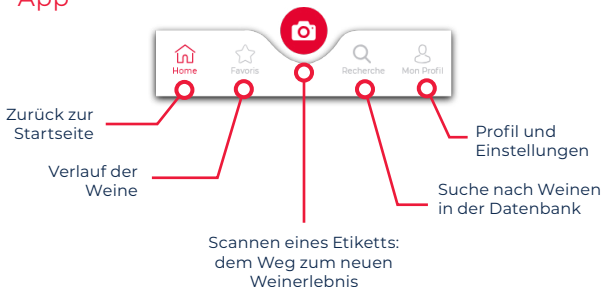 App
Home
Favoris
Recherche
Mon Profil
Zurück zur
Startseite
Verlauf der
Weine
Scannen eines Etiketts:
dem Weg zum neuen
Weinerlebnis
Suche nach Weinen
in der Datenbank
Profil und
Einstellungen